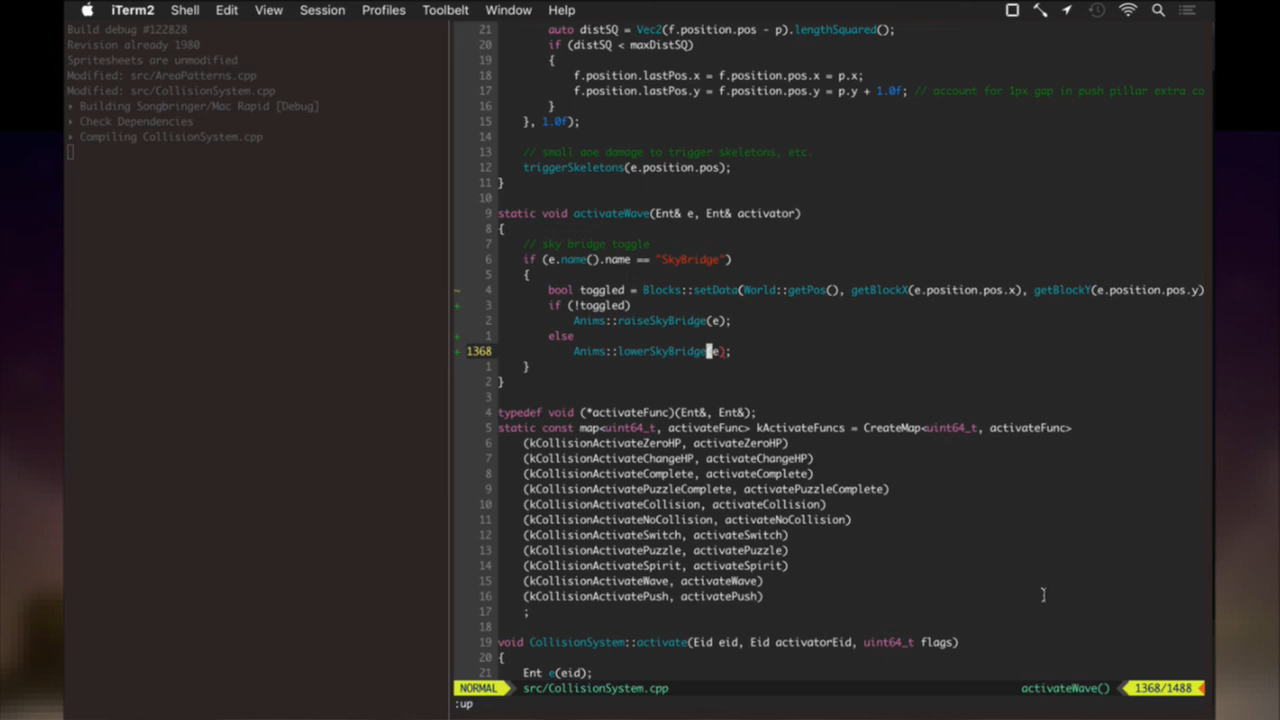 iTerm2 Shell Edit View Session Profiles Toolbelt Window Help
Build debug #122828
Revision already 1980
Spritesheets are unmodified
Modified: src/AreaPatterns.cpp
Modified: src/CollisionSystem.cpp
▸ Building Songbringer/Mac Rapid [Debug]
▸ Check Dependencies
▸ Compiling CollisionSystem.cpp
21 auto distSQ = Vec2(f.position.pos - p).lengthSquared();
20 if (distSQ < maxDistSQ)
19 {
18 f.position.lastPos.x = f.position.pos.x = p.x;
17 f.position.lastPos.y = f.position.pos.y = p.y + 1.0f; // account for 1px gap in push pillar extra co
16 }
15 }, 1.0f);
14
13 // small aoe damage to trigger skeletons, etc.
12 triggerSkeletons(e.position.pos);
11 }
10
9 static void activateWave(Ent& e, Ent& activator)
8 {
7 // sky bridge toggle
6 if (e.name().name == "SkyBridge")
5 {
~ 4 bool toggled = Blocks::setData(World::getPos(), getBlockX(e.position.pos.x), getBlockY(e.position.pos.y)
+ 3 if (!toggled)
2 Anims::raiseSkyBridge(e);
+ 1 else
+ 1368 Anims::lowerSkyBridge(e);
1 }
2 }
3
4 typedef void (*activateFunc)(Ent&, Ent&);
5 static const map<uint64_t, activateFunc> kActivateFuncs = CreateMap<uint64_t, activateFunc>
6 (kCollisionActivateZeroHP, activateZeroHP)
7 (kCollisionActivateChangeHP, activateChangeHP)
8 (kCollisionActivateComplete, activateComplete)
9 (kCollisionActivatePuzzleComplete, activatePuzzleComplete)
10 (kCollisionActivateCollision, activateCollision)
11 (kCollisionActivateNoCollision, activateNoCollision)
12 (kCollisionActivateSwitch, activateSwitch)
13 (kCollisionActivatePuzzle, activatePuzzle)
14 (kCollisionActivateSpirit, activateSpirit)
15 (kCollisionActivateWave, activateWave)
16 (kCollisionActivatePush, activatePush)
17 ;
18
19 void CollisionSystem::activate(Eid eid, Eid activatorEid, uint64_t flags)
20 {
21 Ent e(eid);
NORMAL src/CollisionSystem.cpp activateWave() 1368/1488
:up